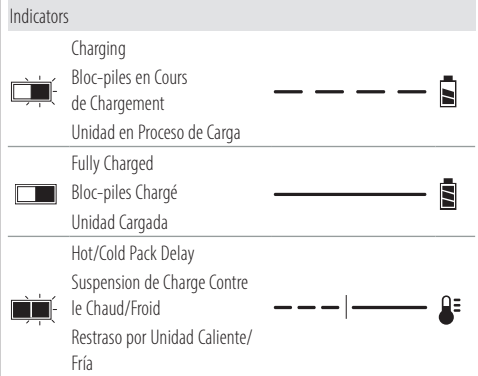 Indicators
Charging
Bloc-piles en Cours
de Chargement
Unidad en Proceso de Carga
Fully Charged
Bloc-piles Chargé
Unidad Cargada
Hot/Cold Pack Delay
Suspension de Charge Contre
le Chaud/Froid
Restraso por Unidad Caliente/
Fría